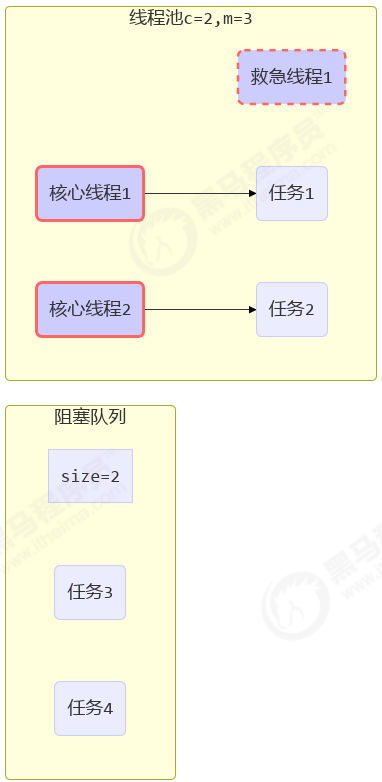 线程池c=2,m=3
救急线程1
核心线程1
任务1
核心线程2
任务2
阻塞队列
size=2
任务3
任务4
黑马程序员
www.itheima.com